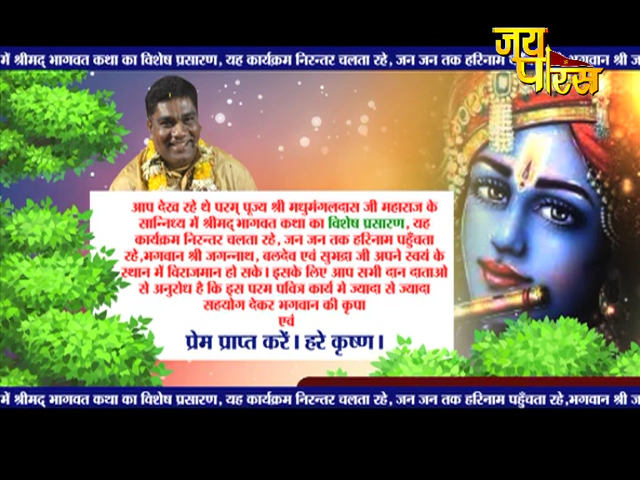 में श्रीमद् भागवत कथा का विशेष प्रसारण, यह कार्यक्रम निरन्तर चलता रहे, जन जन तक हरिनाम
जय
पारस
आप देख रहे थे परम् पूज्य श्री मधुमंगलदास जी महाराज के
सान्निध्य में श्रीमद् भागवत कथा का विशेष प्रसारण, यह
कार्यक्रम निरन्तर चलता रहे, जन जन तक हरिनाम पहुँचता
रहे,भगवान श्री जगन्नाथ, बलदेव एवं सुभद्रा जी अपने स्वयं के
स्थान में विराजमान हो सके। इसके लिए आप सभी दान दाताओ
से अनुरोध है कि इस परम पवित्र कार्य मे ज्यादा से ज्यादा
सहयोग देकर भगवान की कृपा
एवं
प्रेम प्राप्त करें। हरे कृष्ण।
में श्रीमद् भागवत कथा का विशेष प्रसारण, यह कार्यक्रम निरन्तर चलता रहे, जन जन तक हरिनाम पहुँचता रहे,भगवान श्री ज